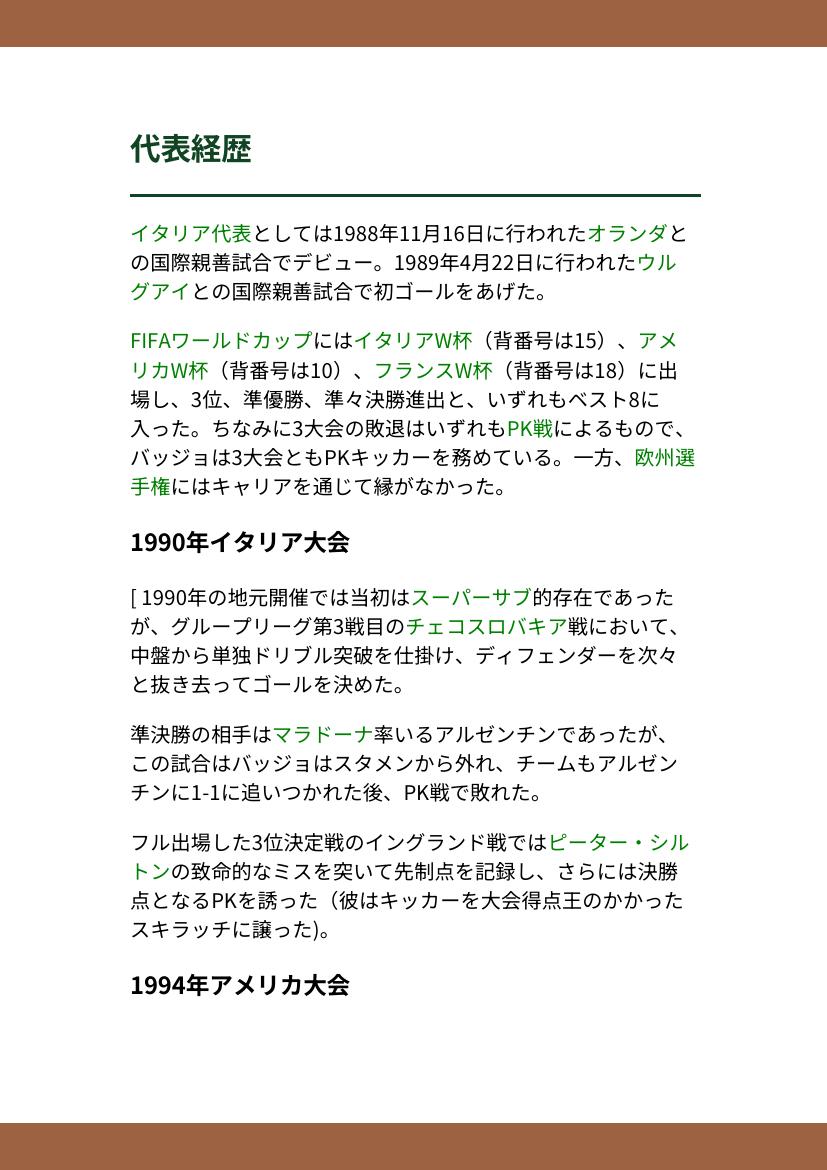 代表経歴
イタリア代表としては1988年11月16日に行われたオランダと
の国際親善試合でデビュー。1989年4月22日に行われたウル
グアイとの国際親善試合で初ゴールをあげた。
FIFAワールドカップにはイタリアW杯（背番号は15）、アメ
リカW杯（背番号は10）、フランスW杯（背番号は18）に出
場し、3位、準優勝、準々決勝進出と、いずれもベスト8に
入った。ちなみに3大会の敗退はいずれもPK戦によるもので、
バッジョは3大会ともPKキッカーを務めている。一方、欧州選
手権にはキャリアを通じて縁がなかった。
1990年イタリア大会
[ 1990年の地元開催では当初はスーパーサブ的存在であった
が、グループリーグ第3戦目のチェコスロバキア戦において、
中盤から単独ドリブル突破を仕掛け、ディフェンダーを次々
と抜き去ってゴールを決めた。
準決勝の相手はマラドーナ率いるアルゼンチンであったが、
この試合はバッジョはスタメンから外れ、チームもアルゼン
チンに1-1に追いつかれた後、PK戦で敗れた。
フル出場した3位決定戦のイングランド戦ではピーター・シル
トンの致命的なミスを突いて先制点を記録し、さらには決勝
点となるPKを誘った（彼はキッカーを大会得点王のかかった
スキラッチに譲った)。
1994年アメリカ大会